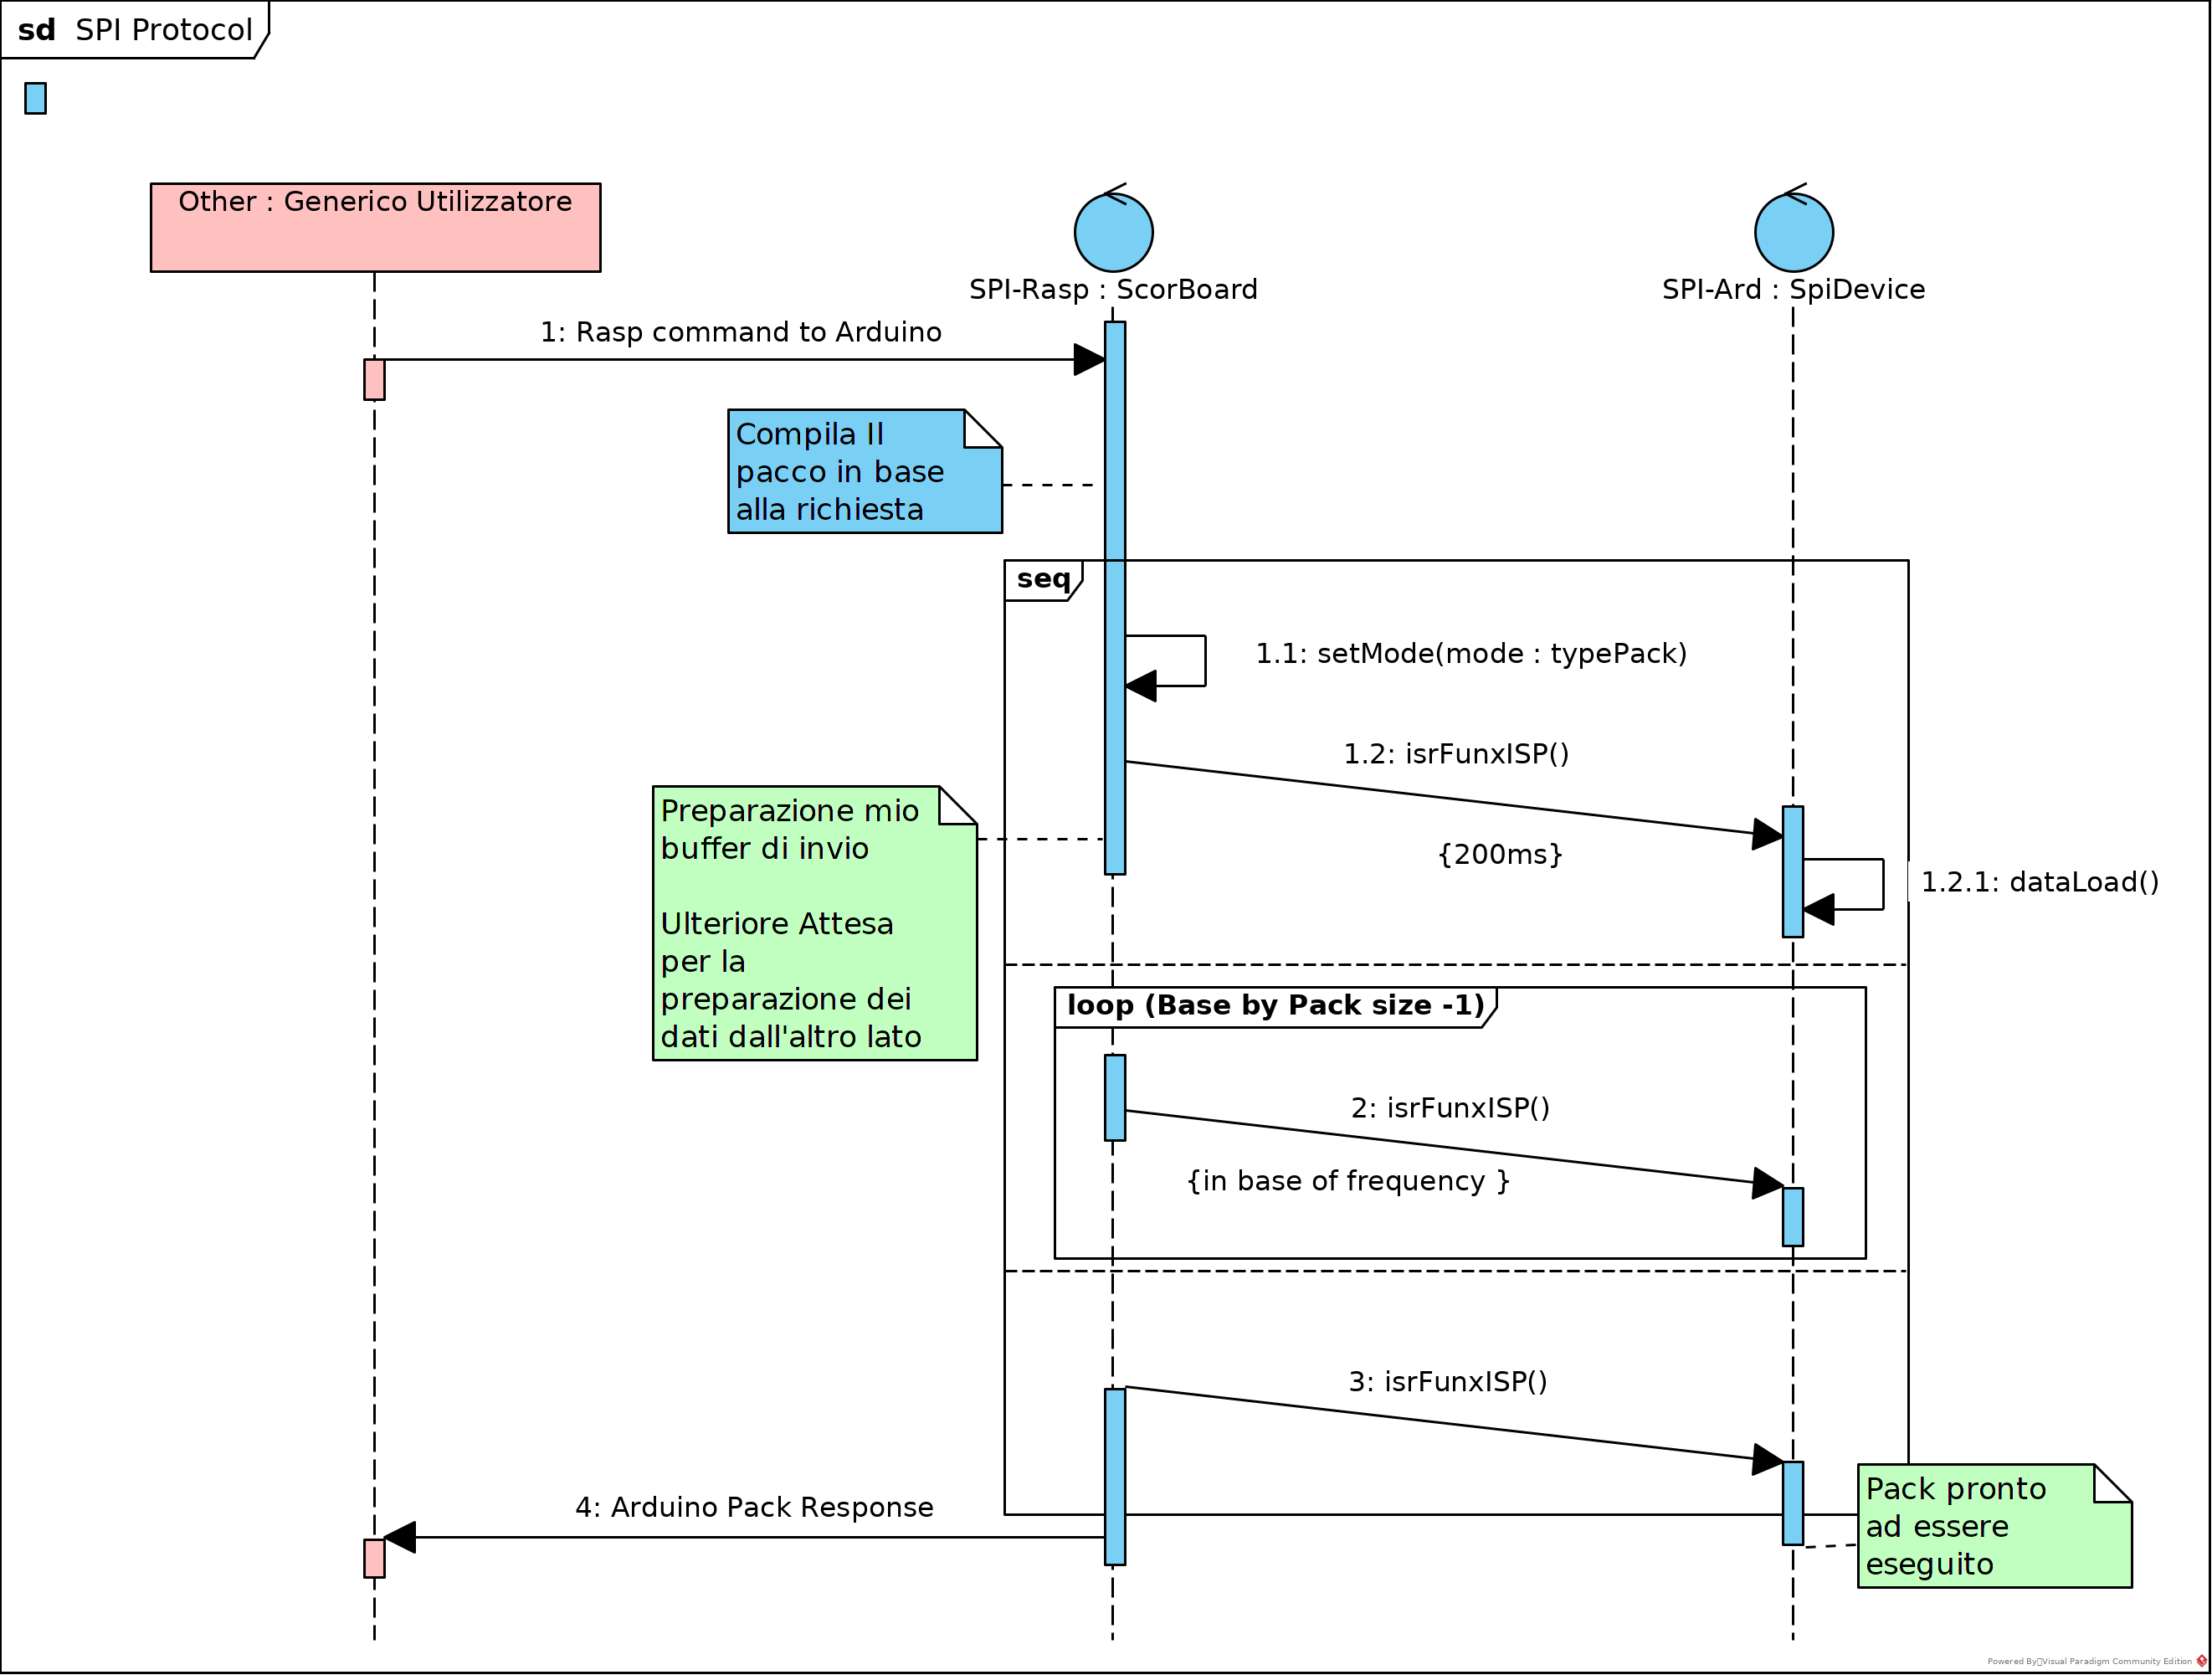 sd SPI Protocol
Other : Generico Utilizzatore
SPI-Rasp : ScorBoard
SPI-Ard : SpiDevice
1: Rasp command to Arduino
Compila Il
pacco in base
alla richiesta
seq
1.1: setMode(mode : typePack)
1.2: isrFunxISP()
{200ms}
Preparazione mio
buffer di invio
Ulteriore Attesa
per la
preparazione dei
dati dall'altro lato
1.2.1: dataLoad()
loop (Base by Pack size -1)
2: isrFunxISP()
{in base of frequency }
3: isrFunxISP()
4: Arduino Pack Response
Pack pronto
ad essere
eseguito
Powered By Visual Paradigm Community Edition